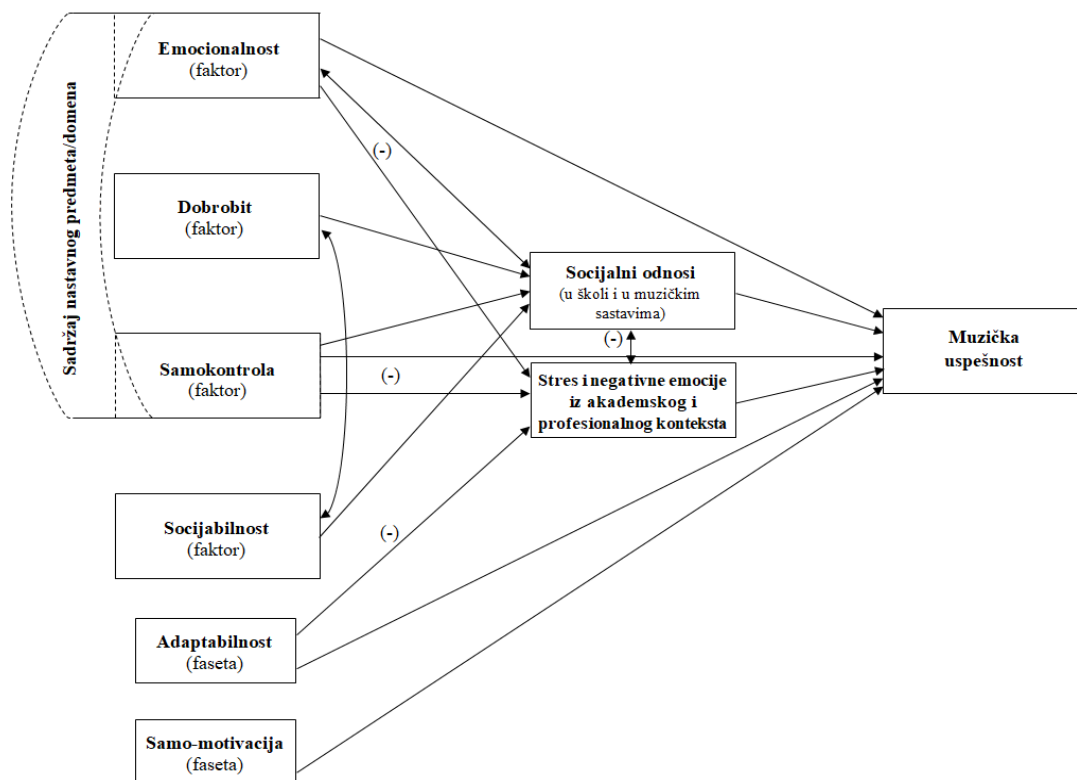 Sadržaj nastavnog predmeta/domena
Emocionalnost
(faktor)
(-)
Dobrobit
(faktor)
Socijalni odnosi
(u školi i u muzičkim
sastavima)
(-)
Muzička
uspešnost
Samokontrola
(faktor)
(-)
Stres i negativne emocije
iz akademskog i
profesionalnog konteksta
Socijabilnost
(faktor)
(-)
Adaptabilnost
(faseta)
Samo-motivacija
(faseta)